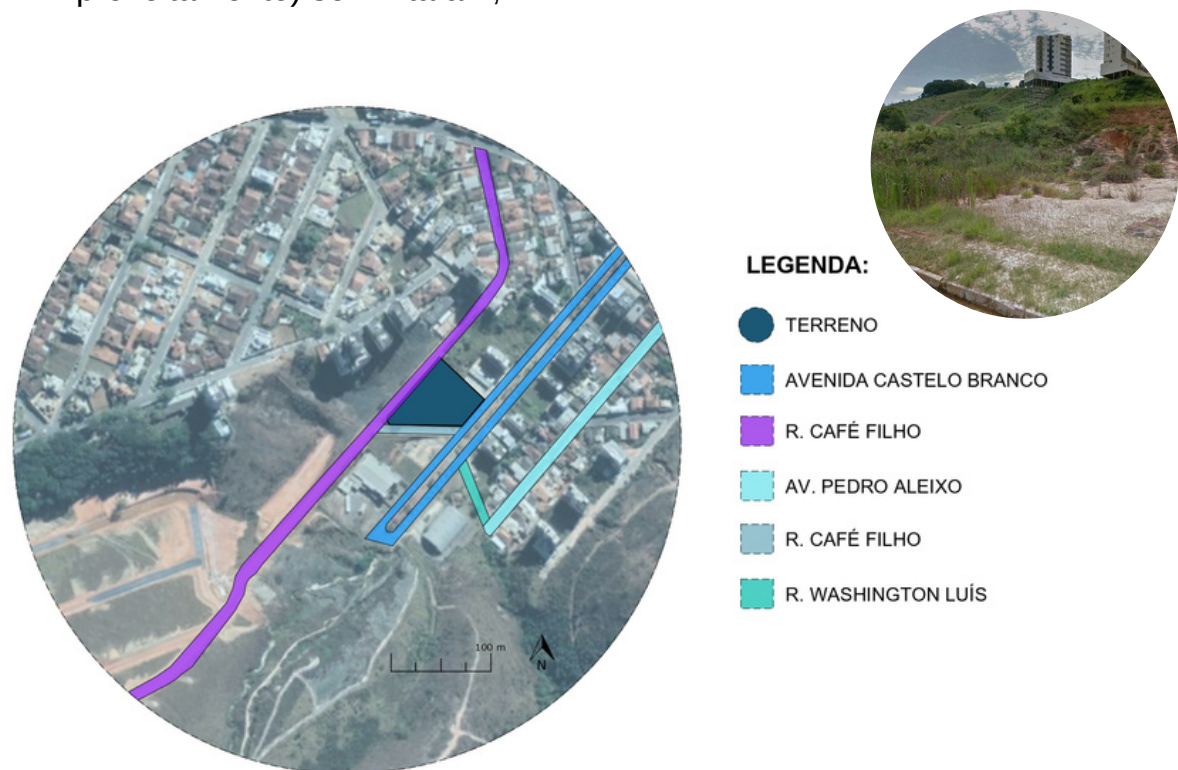 LEGENDA:
TERRENO
AVENIDA CASTELO BRANCO
R. CAFÉ FILHO
AV. PEDRO ALEIXO
R. CAFÉ FILHO
R. WASHINGTON LUÍS
100 m
N